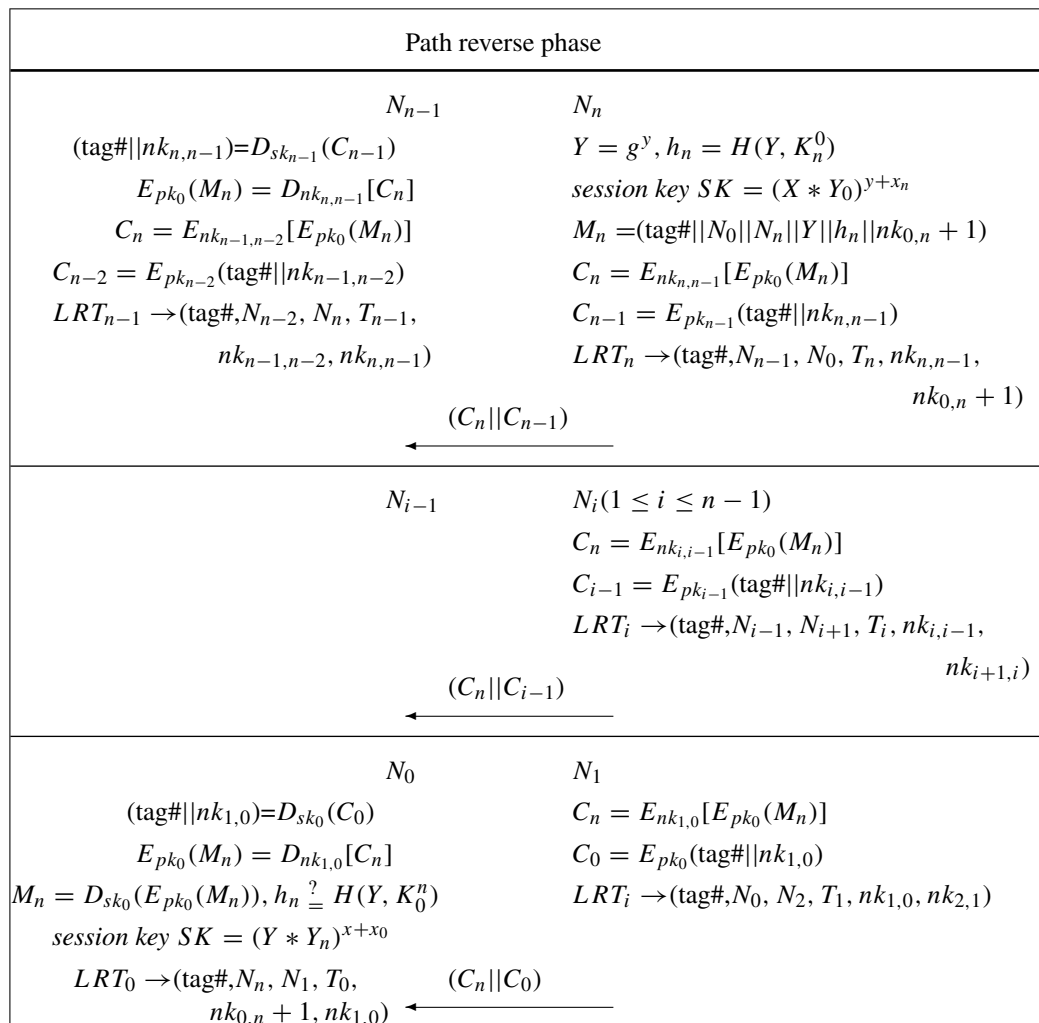 Path reverse phase
N_{n−1}
(tag#||nk_{n,n−1})=D_{sk_{n−1}}(C_{n−1})
E_{pk_0}(M_n) = D_{nk_{n,n−1}}[C_n]
C_n = E_{nk_{n−1,n−2}}[E_{pk_0}(M_n)]
C_{n−2} = E_{pk_{n−2}}(tag#||nk_{n−1,n−2})
LRT_{n−1} →(tag#,N_{n−2}, N_n, T_{n−1},
nk_{n−1,n−2}, nk_{n,n−1})
N_n
Y = g^y, h_n = H(Y, K_n^0)
session key SK = (X ∗ Y_0)^{y+x_n}
M_n =(tag#||N_0||N_n||Y||h_n||nk_{0,n} + 1)
C_n = E_{nk_{n,n−1}}[E_{pk_0}(M_n)]
C_{n−1} = E_{pk_{n−1}}(tag#||nk_{n,n−1})
LRT_n →(tag#,N_{n−1}, N_0, T_n, nk_{n,n−1},
nk_{0,n} + 1)
(C_n||C_{n−1})
N_{i−1}
N_i(1 ≤ i ≤ n − 1)
C_n = E_{nk_{i,i−1}}[E_{pk_0}(M_n)]
C_{i−1} = E_{pk_{i−1}}(tag#||nk_{i,i−1})
LRT_i →(tag#,N_{i−1}, N_{i+1}, T_i, nk_{i,i−1},
nk_{i+1,i})
(C_n||C_{i−1})
N_0
(tag#||nk_{1,0})=D_{sk_0}(C_0)
E_{pk_0}(M_n) = D_{nk_{1,0}}[C_n]
M_n = D_{sk_0}(E_{pk_0}(M_n)), h_n ≟ H(Y, K_0^n)
session key SK = (Y ∗ Y_n)^{x+x_0}
LRT_0 →(tag#,N_n, N_1, T_0,
nk_{0,n} + 1, nk_{1,0})
N_1
C_n = E_{nk_{1,0}}[E_{pk_0}(M_n)]
C_0 = E_{pk_0}(tag#||nk_{1,0})
LRT_i →(tag#,N_0, N_2, T_1, nk_{1,0}, nk_{2,1})
(C_n||C_0)